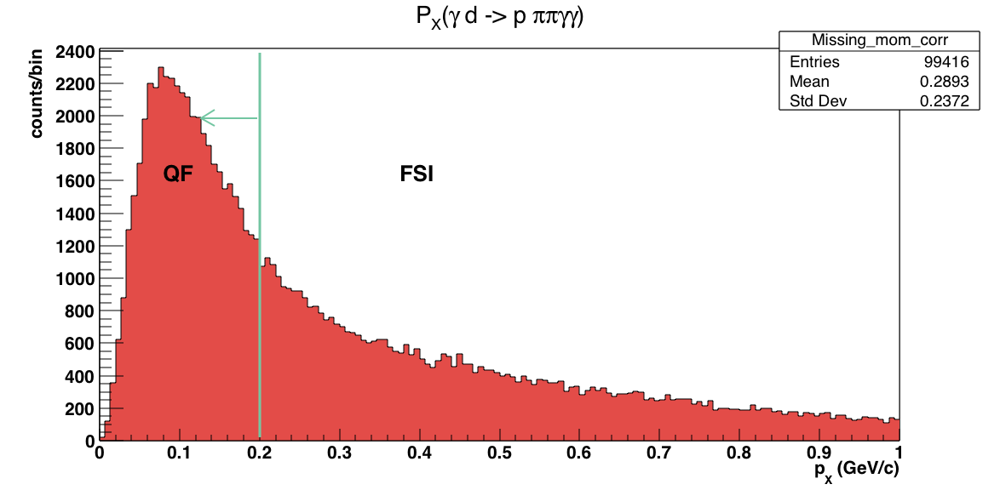 P_X(γ d -> p ππγγ)
Missing_mom_corr
Entries 99416
Mean 0.2893
Std Dev 0.2372
counts/bin
2400
2200
2000
1800
1600
1400
1200
1000
800
600
400
200
0
QF
FSI
0 0.1 0.2 0.3 0.4 0.5 0.6 0.7 0.8 0.9 1
p_X (GeV/c)